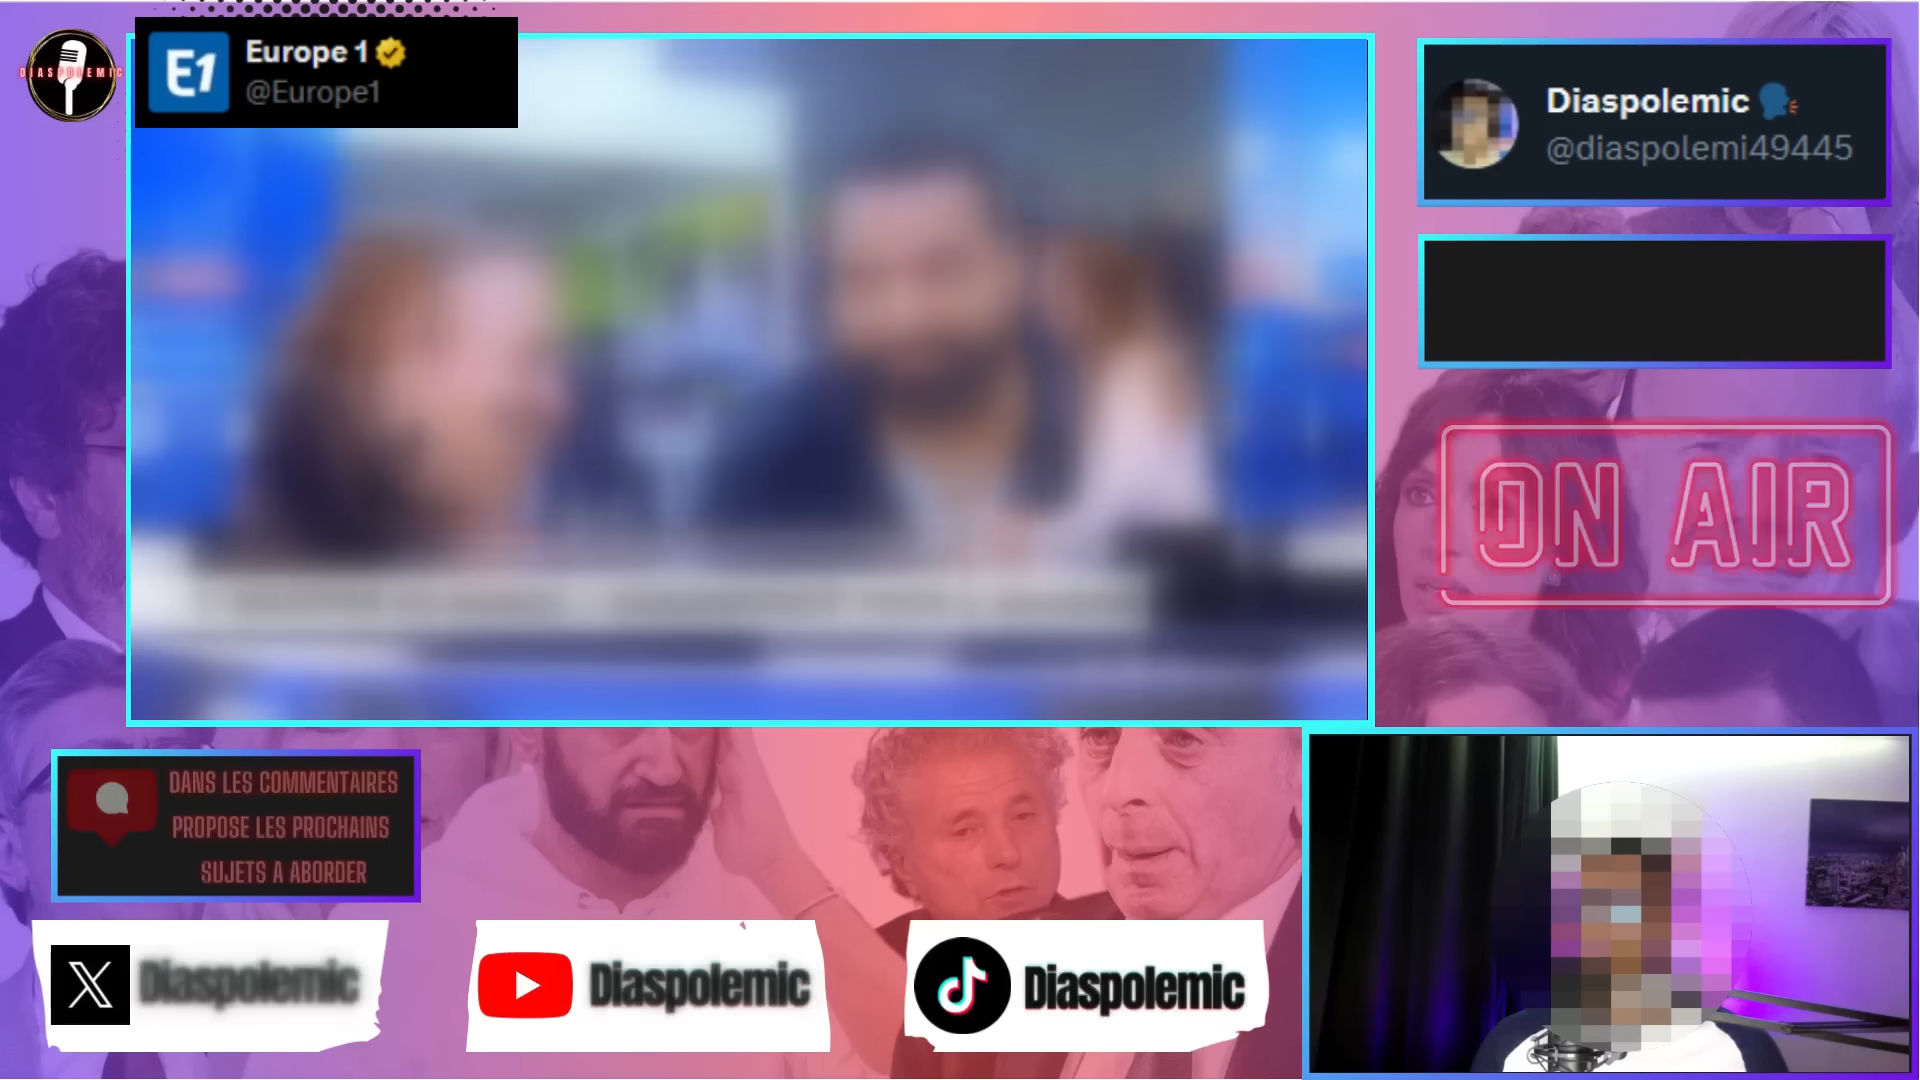 DIASPOLEMIC
E1
Europe 1
@Europe1
Diaspolemic
@diaspolemi49445
ON AIR
DANS LES COMMENTAIRES
PROPOSE LES PROCHAINS
SUJETS A ABORDER
Diaspolemic
Diaspolemic
Diaspolemic